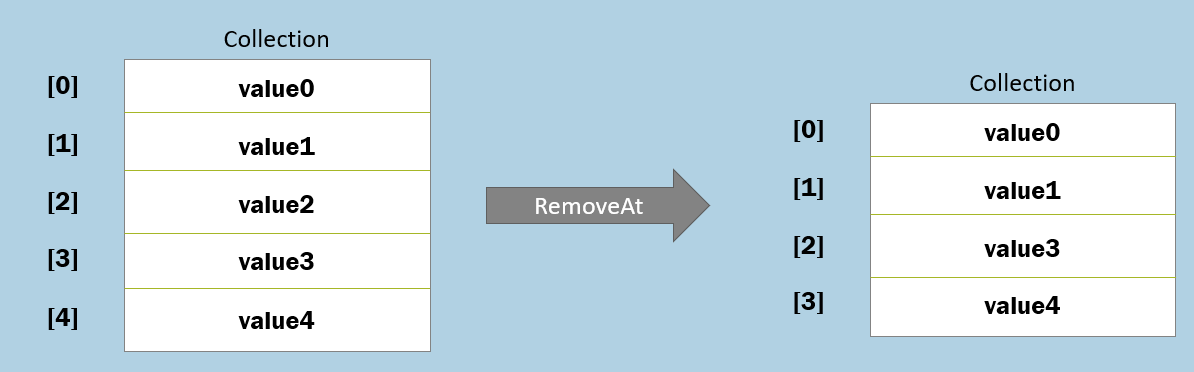 Collection
[0] value0
[1] value1
[2] value2
[3] value3
[4] value4
RemoveAt
Collection
[0] value0
[1] value1
[2] value3
[3] value4